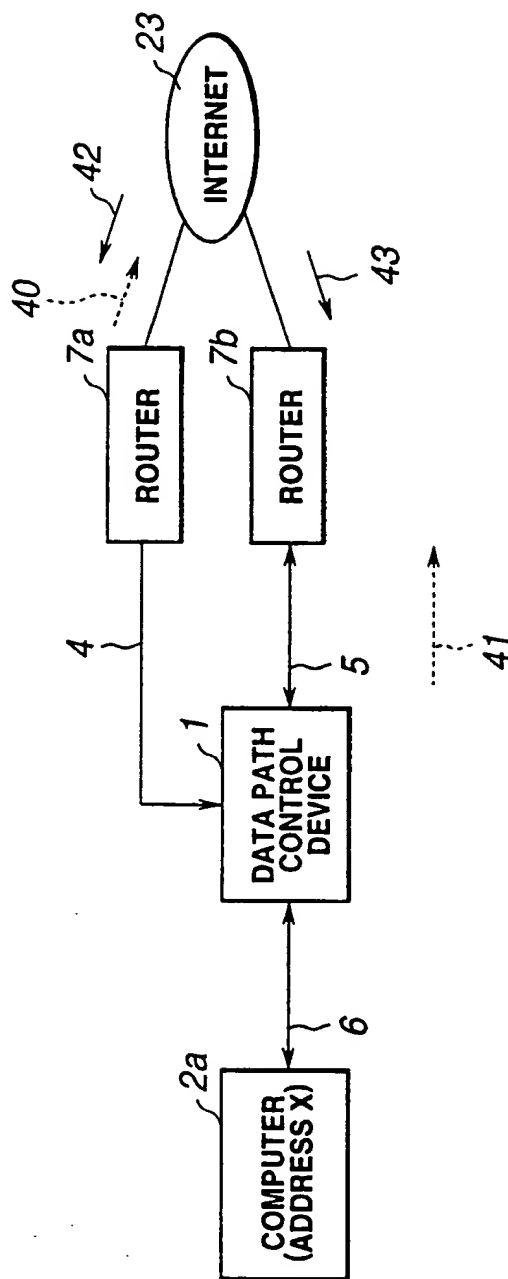 COMPUTER
(ADDRESS X)
2a
6
DATA PATH
CONTROL
DEVICE
1
4
5
41
ROUTER
7a
ROUTER
7b
40
42
43
INTERNET
23